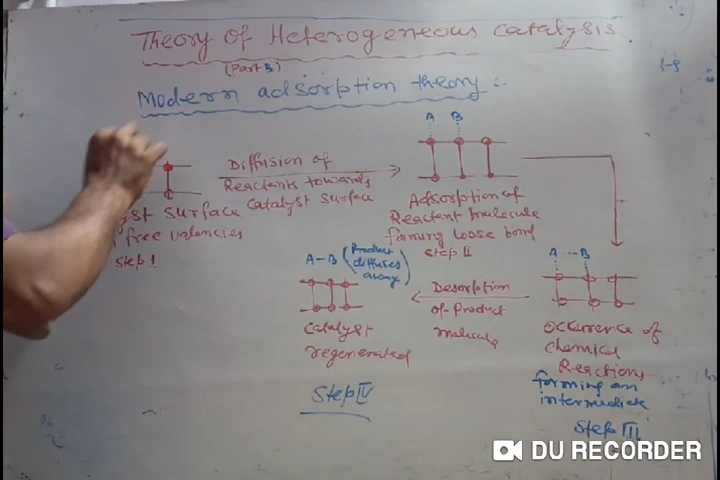 Theory Of Heterogeneous catalysis
(Part 3)
Modern adsorption theory :-
Diffusion of
Reactants towards
catalyst surface
surface
free valencies
Step I
A B
Adsorption of
Reactant molecule
forming loose bond
Step II
A --- B
occurrence of
chemical
Reactions
forming an
intermediate
Step III
Desorption
of Product
molecule
A-B (Product
diffuses
away)
catalyst
regenerated
Step IV
DU RECORDER